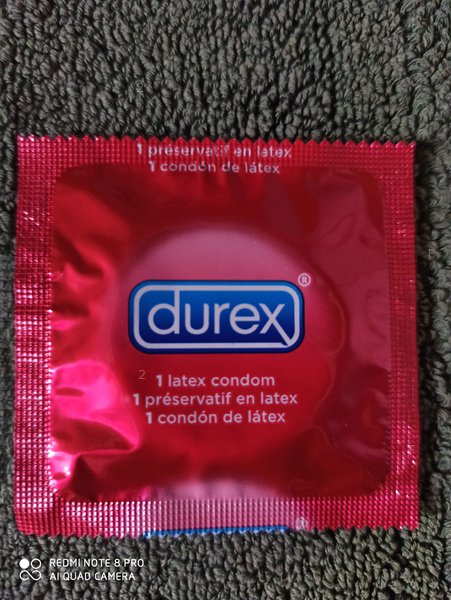 1 préservatif en latex
1 condón de látex
durex®
1 latex condom
1 préservatif en latex
1 condón de látex
®
REDMI NOTE 8 PRO
AI QUAD CAMERA